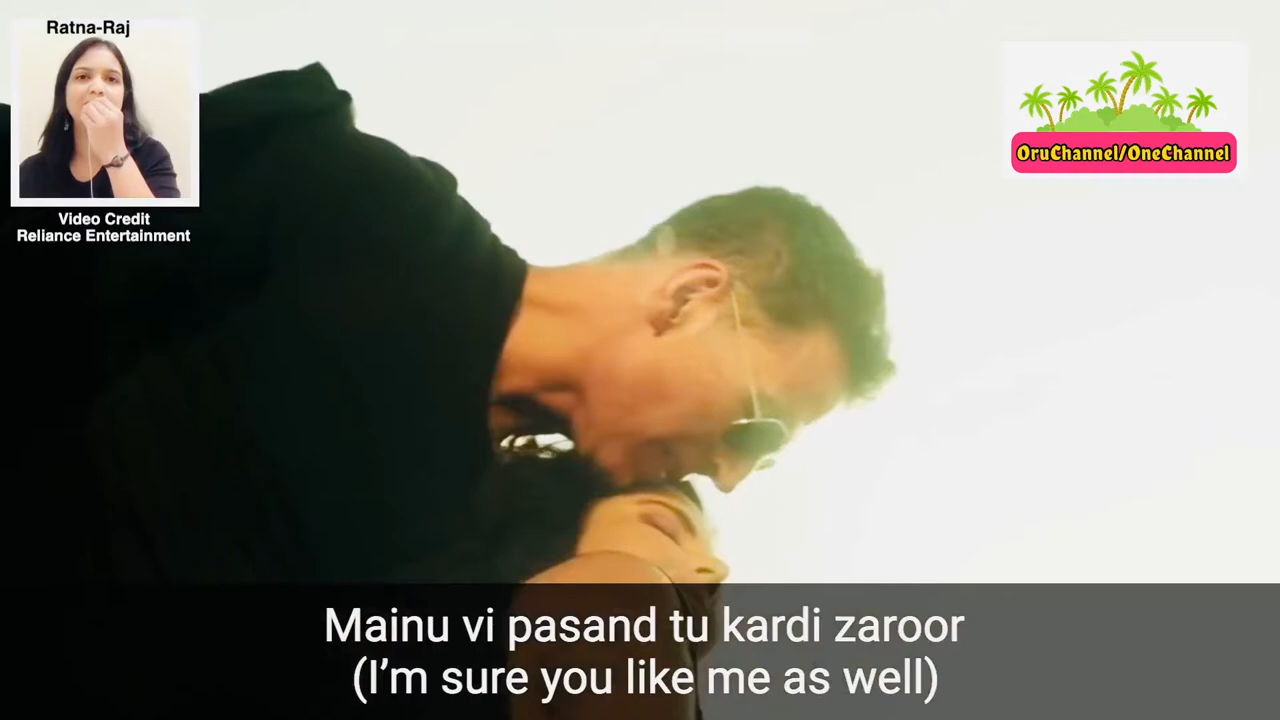 Ratna-Raj
Video Credit
Reliance Entertainment
OruChannel/OneChannel
Mainu vi pasand tu kardi zaroor
(I’m sure you like me as well)